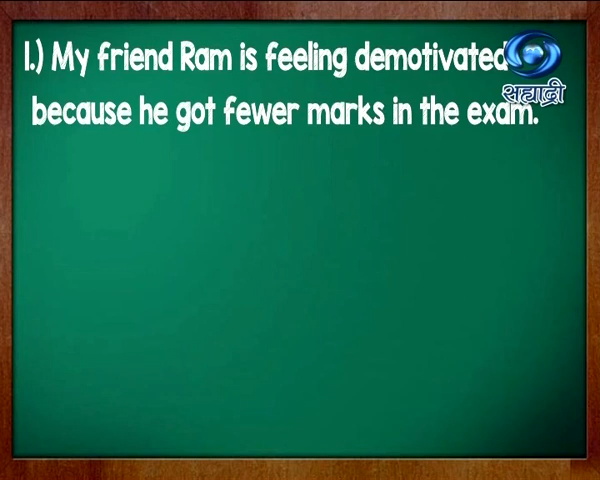 1.) My friend Ram is feeling demotivated
because he got fewer marks in the exam.
सह्याद्री